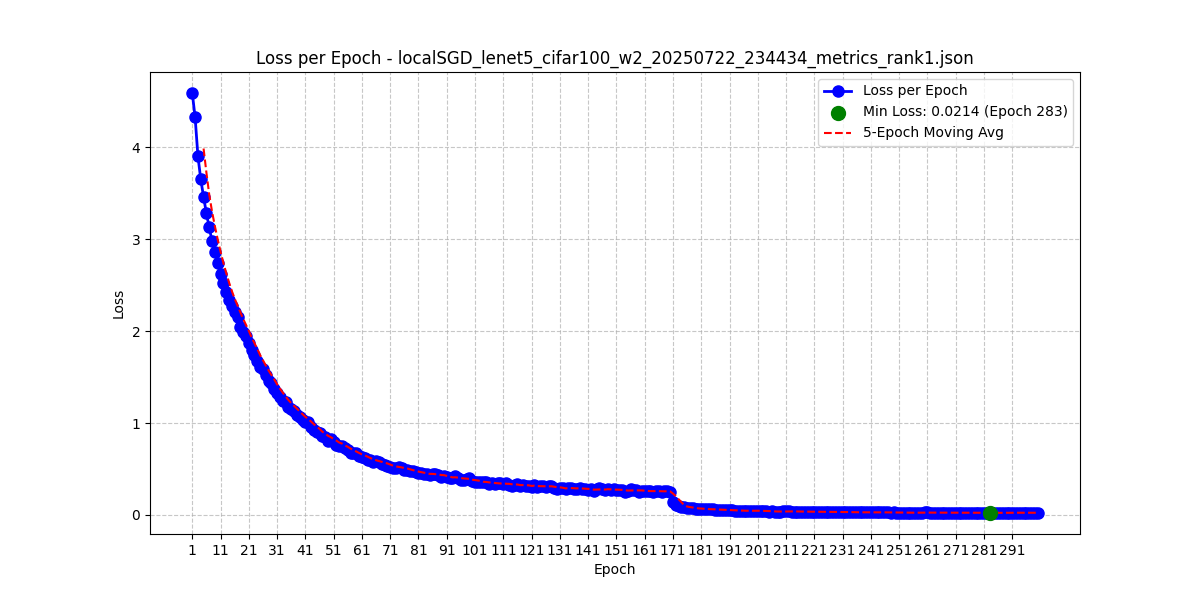 Loss per Epoch - localSGD_lenet5_cifar100_w2_20250722_234434_metrics_rank1.json
Loss per Epoch
Min Loss: 0.0214 (Epoch 283)
5-Epoch Moving Avg
4
3
2
1
0
Loss
1 11 21 31 41 51 61 71 81 91 101 111 121 131 141 151 161 171 181 191 201 211 221 231 241 251 261 271 281 291
Epoch